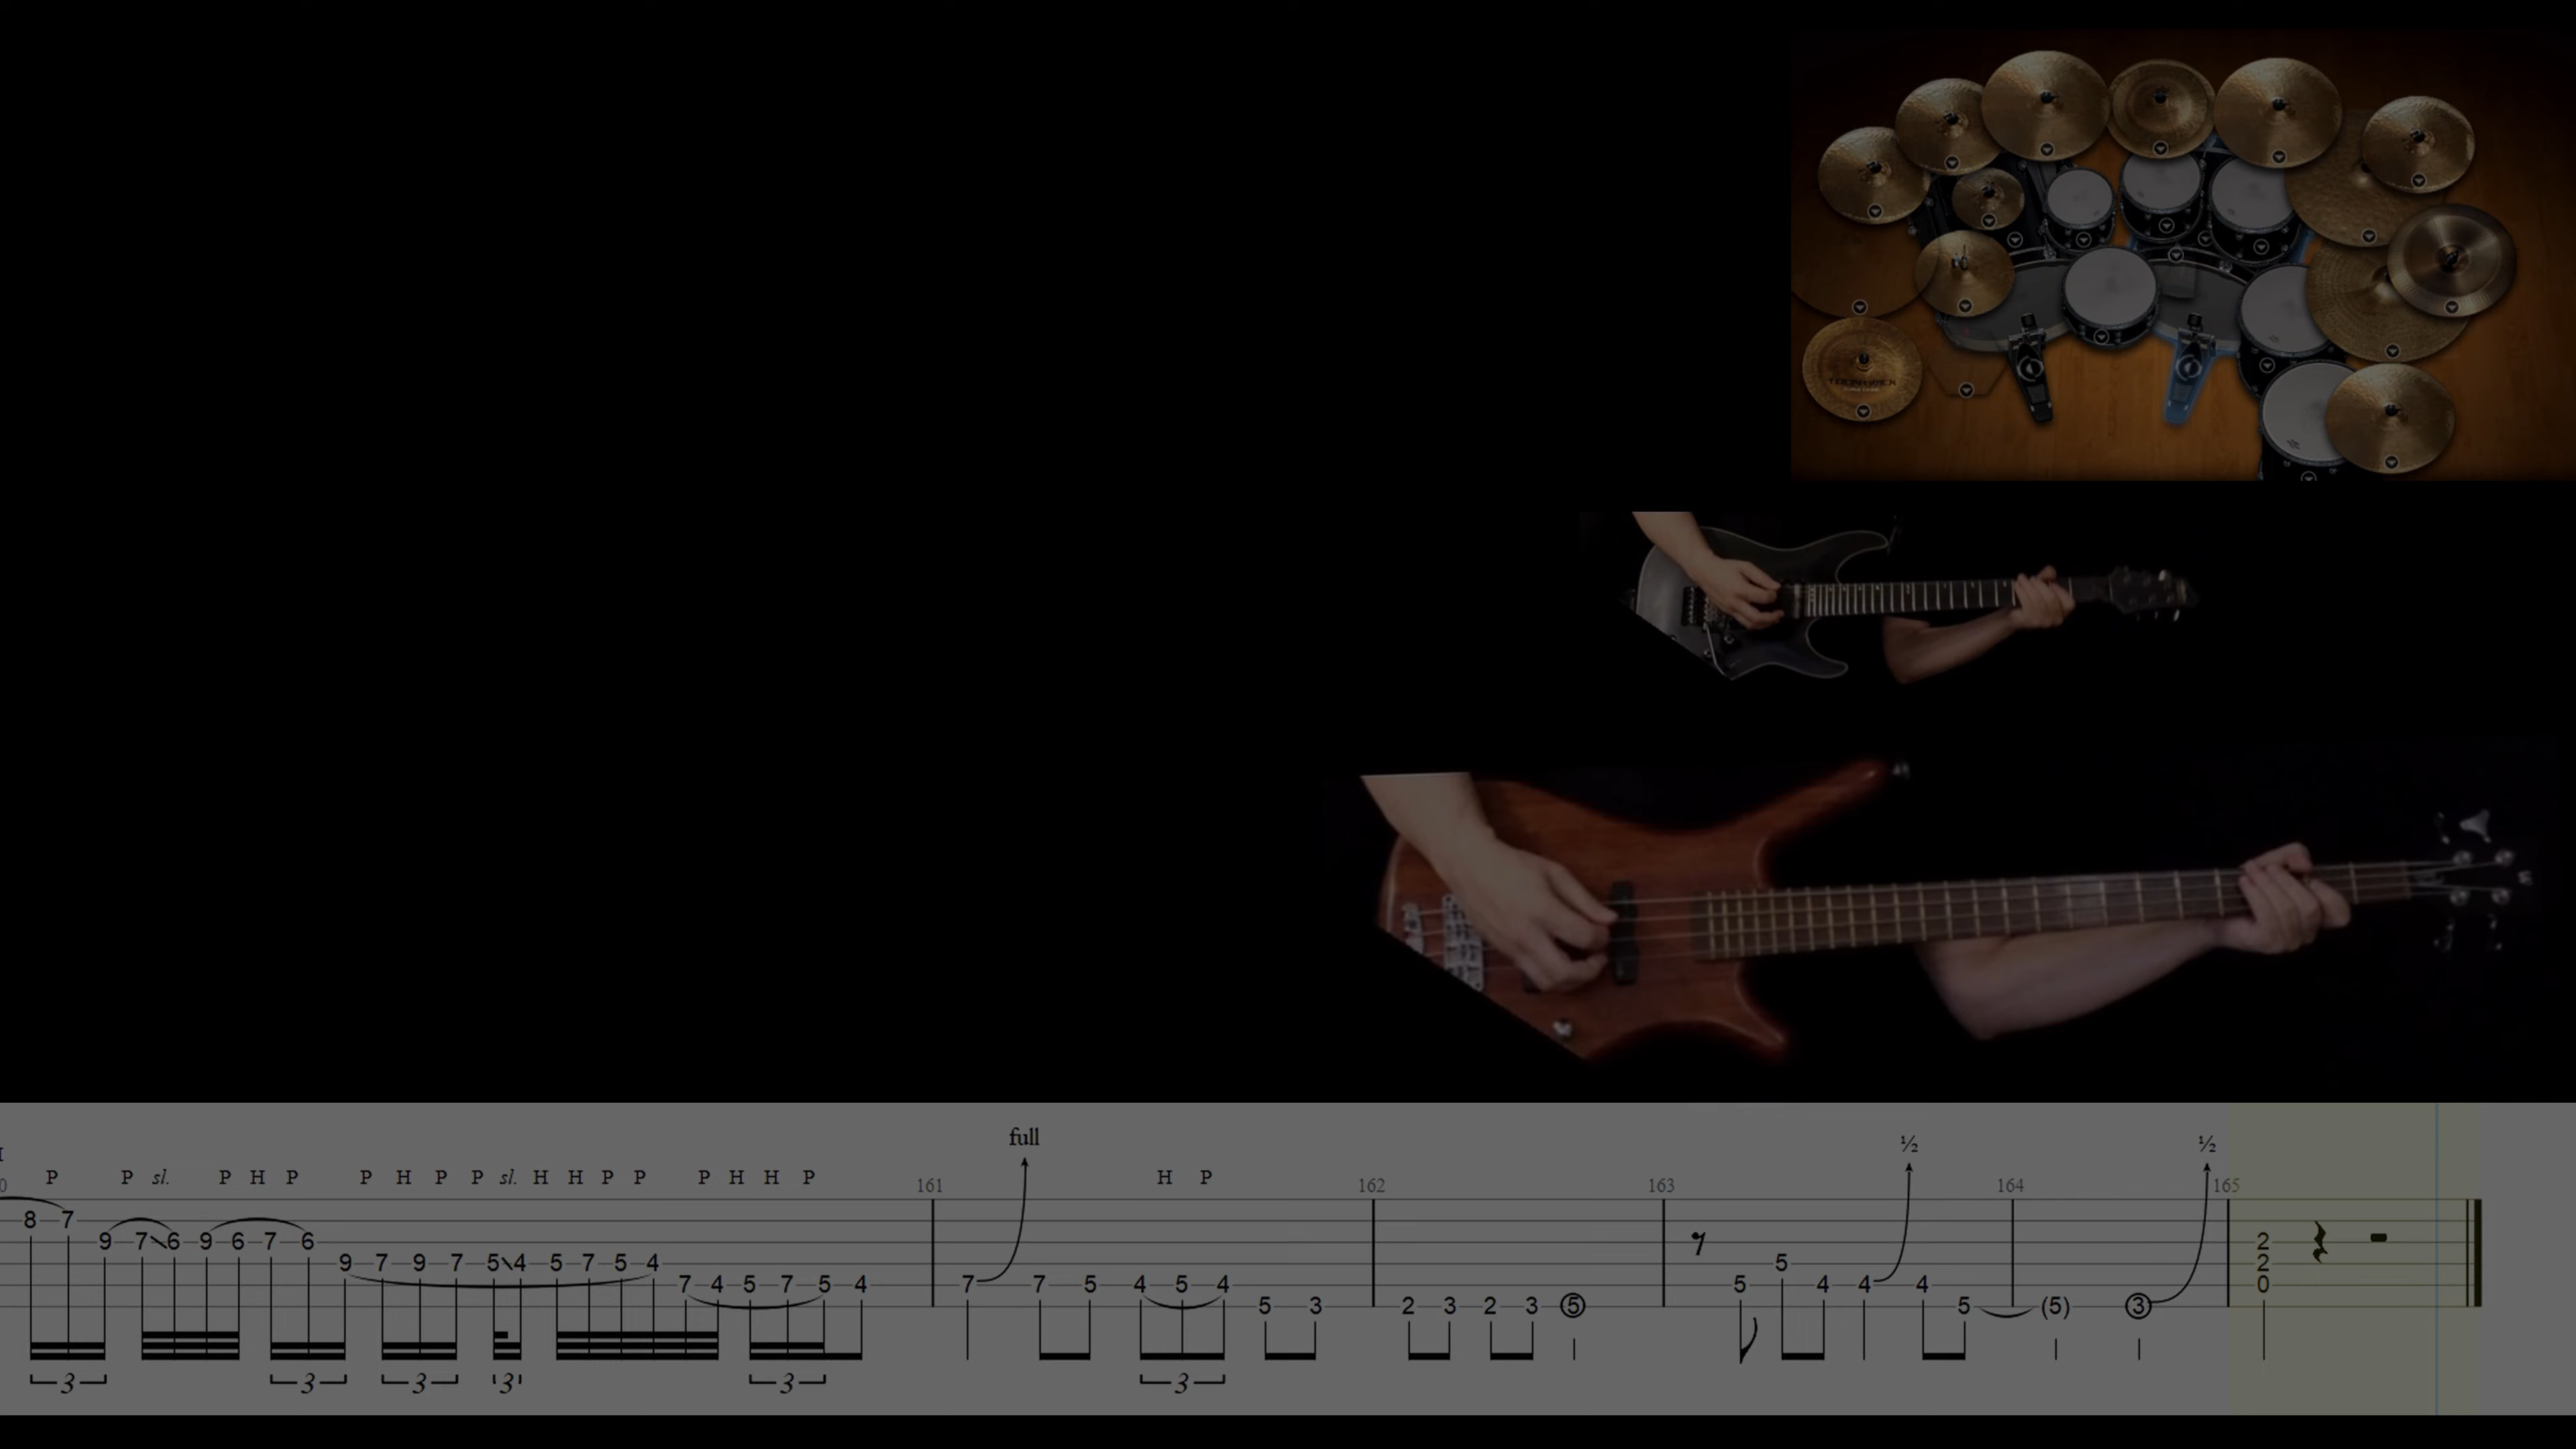 full ½ ½
P P sl. P H P P H P P sl. H H P P P H H P H P
161 162 163 164 165
8 7
9 7 6 9 6 7 6 2
9 7 9 7 5 4 5 7 5 4 5 2
7 4 5 7 5 4 7 7 5 4 5 4 5 4 4 4 0
5 3 2 3 2 3 5 5 (5) 3
3 3 3 3 3 3